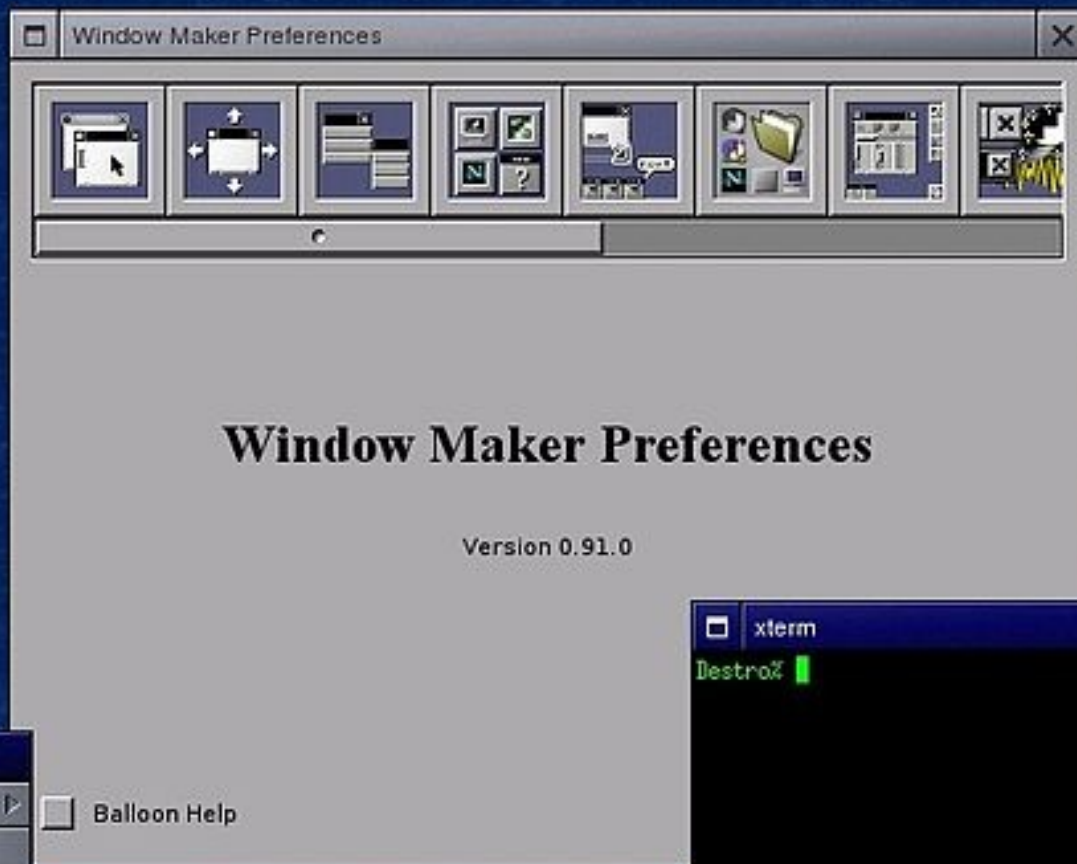 Window Maker Preferences
Window Maker Preferences
Version 0.91.0
xterm
Destro%
Balloon Help